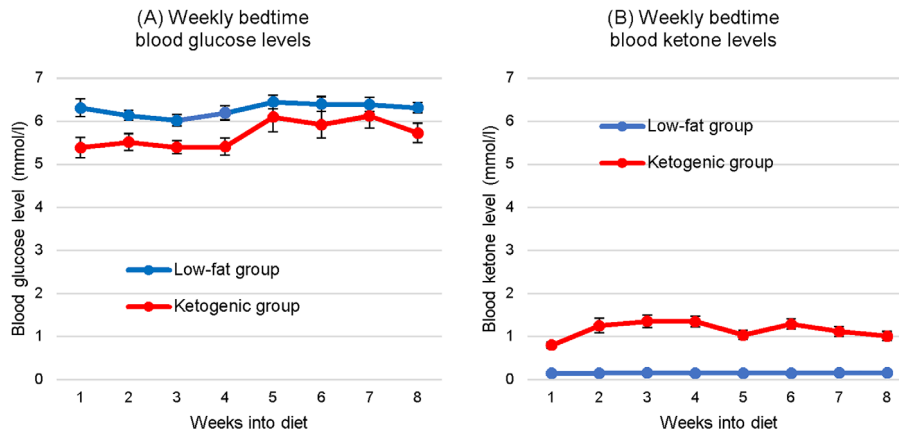 (A) Weekly bedtime
blood glucose levels
Blood glucose level (mmol/l)
7
6
5
4
3
2
1
0
Low-fat group
Ketogenic group
1 2 3 4 5 6 7 8
Weeks into diet
(B) Weekly bedtime
blood ketone levels
Blood ketone level (mmol/l)
7
6
5
4
3
2
1
0
Low-fat group
Ketogenic group
1 2 3 4 5 6 7 8
Weeks into diet